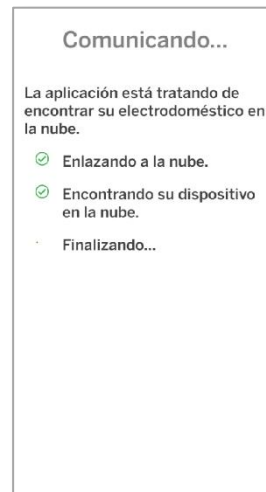 Comunicando...
La aplicación está tratando de
encontrar su electrodoméstico en
la nube.
Enlazando a la nube.
Encontrando su dispositivo
en la nube.
Finalizando...